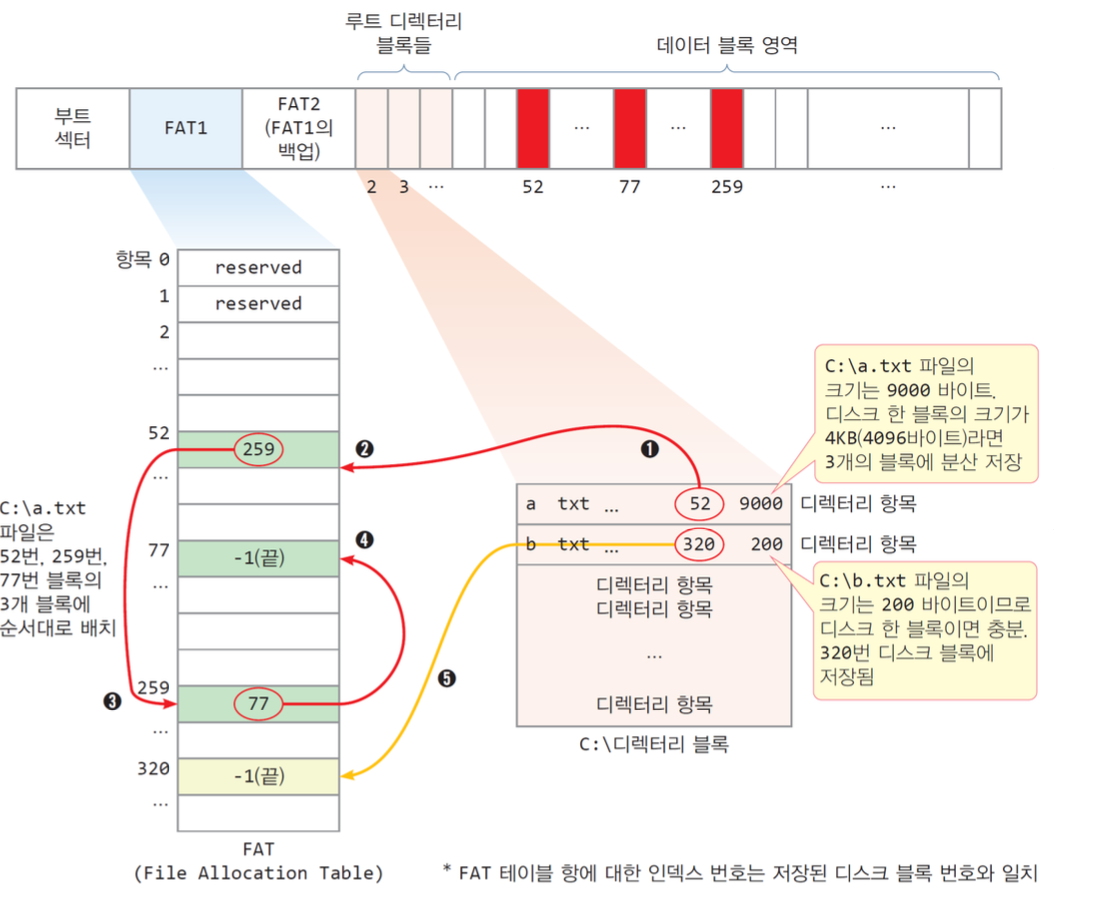 루트 디렉터리
블록들
데이터 블록 영역
부트
섹터
FAT1
FAT2
(FAT1의
백업)
...
...
...
2 3 ... 52 77 259 ...
항목 0
reserved
1
reserved
2
...
52
259
...
77
-1(끝)
...
259
77
...
320
-1(끝)
...
FAT
(File Allocation Table)
C:\a.txt
파일은
52번, 259번,
77번 블록의
3개 블록에
순서대로 배치
❶
❷
❸
❹
❺
C:\a.txt 파일의
크기는 9000 바이트.
디스크 한 블록의 크기가
4KB(4096바이트)라면
3개의 블록에 분산 저장
a txt ... 52 9000 디렉터리 항목
b txt ... 320 200 디렉터리 항목
디렉터리 항목
디렉터리 항목
...
디렉터리 항목
C:\디렉터리 블록
C:\b.txt 파일의
크기는 200 바이트이므로
디스크 한 블록이면 충분.
320번 디스크 블록에
저장됨
* FAT 테이블 항에 대한 인덱스 번호는 저장된 디스크 블록 번호와 일치